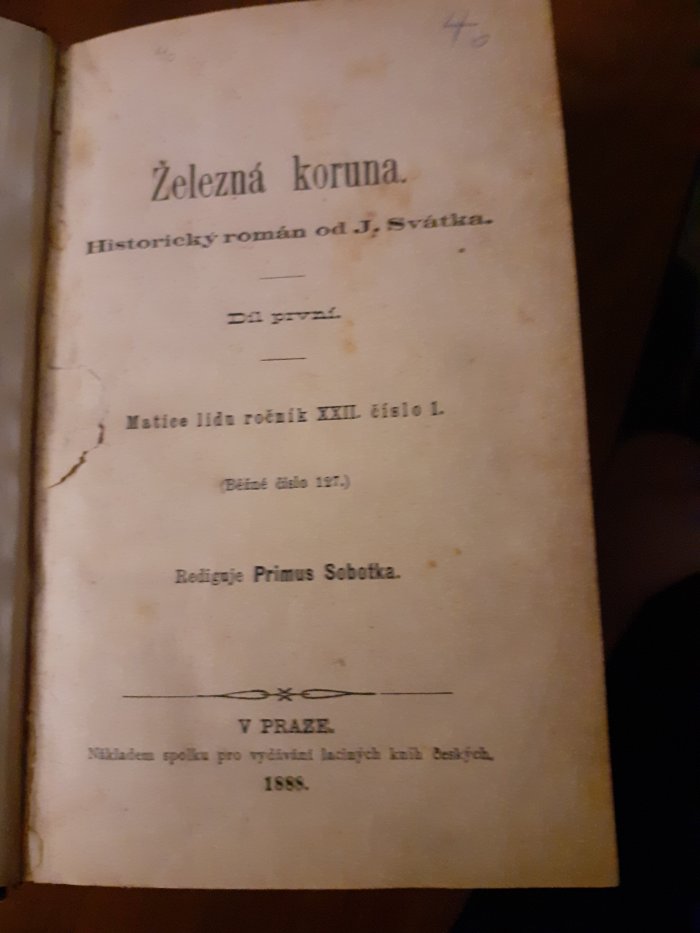 4.
Železná koruna.
Historický román od J. Svátka.
Díl první.
Matice lidu ročník XXII. číslo 1.
(Běžné číslo 127.)
Rediguje Primus Sobotka.
V PRAZE.
Nákladem spolku pro vydávání laciných knih českých.
1888.